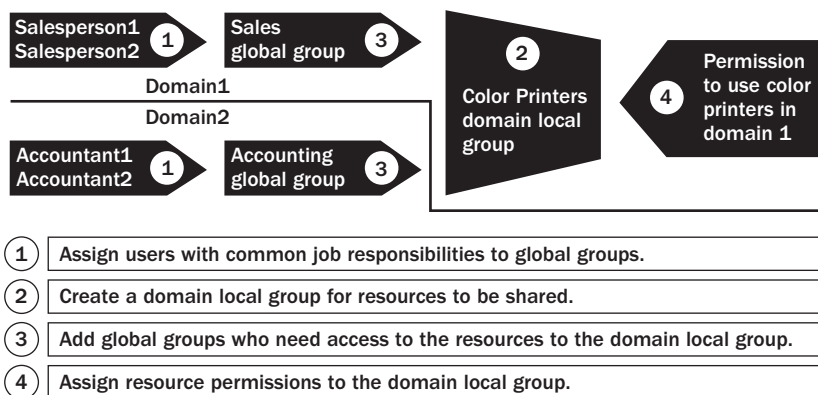 Salesperson1
Salesperson2
1
Sales
global group
3
Domain1
Domain2
Accountant1
Accountant2
1
Accounting
global group
3
2
Color Printers
domain local
group
4
Permission
to use color
printers in
domain 1
1 Assign users with common job responsibilities to global groups.
2 Create a domain local group for resources to be shared.
3 Add global groups who need access to the resources to the domain local group.
4 Assign resource permissions to the domain local group.